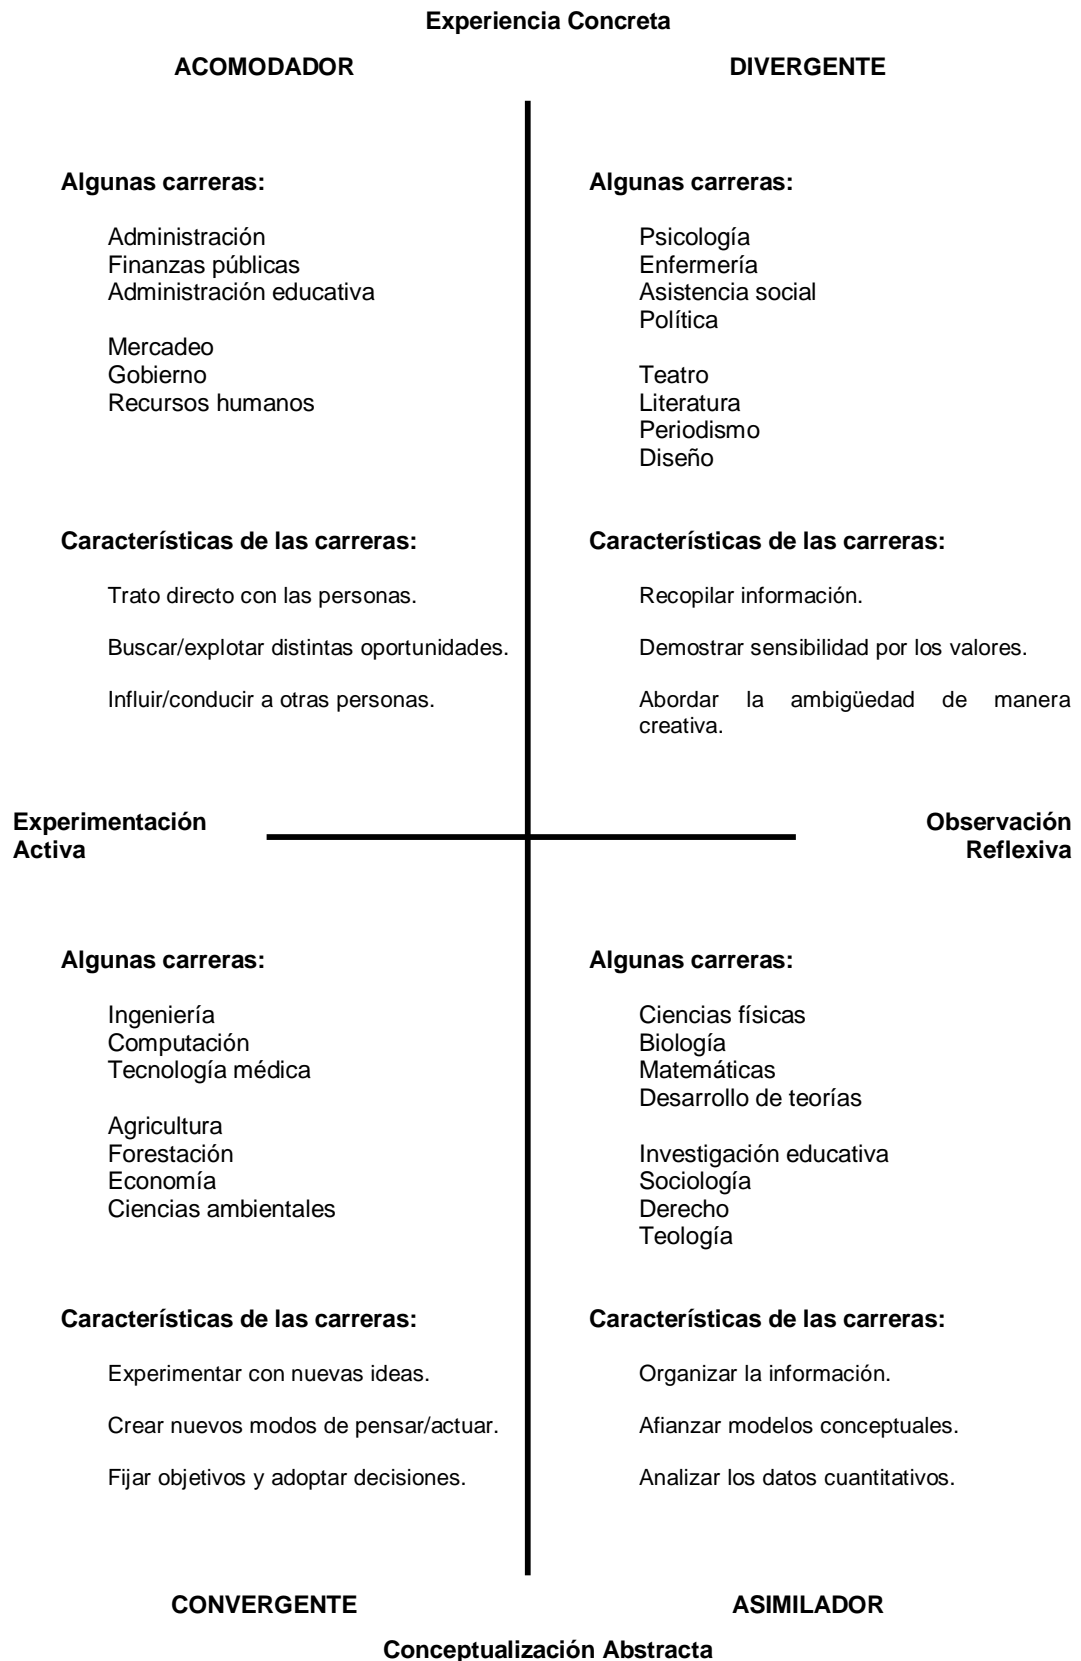 Experiencia Concreta
ACOMODADOR
Algunas carreras:
Administración
Finanzas públicas
Administración educativa
Mercadeo
Gobierno
Recursos humanos
Características de las carreras:
Trato directo con las personas.
Buscar/explotar distintas oportunidades.
Influir/conducir a otras personas.
DIVERGENTE
Algunas carreras:
Psicología
Enfermería
Asistencia social
Política
Teatro
Literatura
Periodismo
Diseño
Características de las carreras:
Recopilar información.
Demostrar sensibilidad por los valores.
Abordar la ambigüedad de manera
creativa.
Experimentación
Activa
Observación
Reflexiva
Algunas carreras:
Ingeniería
Computación
Tecnología médica
Agricultura
Forestación
Economía
Ciencias ambientales
Características de las carreras:
Experimentar con nuevas ideas.
Crear nuevos modos de pensar/actuar.
Fijar objetivos y adoptar decisiones.
CONVERGENTE
Algunas carreras:
Ciencias físicas
Biología
Matemáticas
Desarrollo de teorías
Investigación educativa
Sociología
Derecho
Teología
Características de las carreras:
Organizar la información.
Afianzar modelos conceptuales.
Analizar los datos cuantitativos.
ASIMILADOR
Conceptualización Abstracta